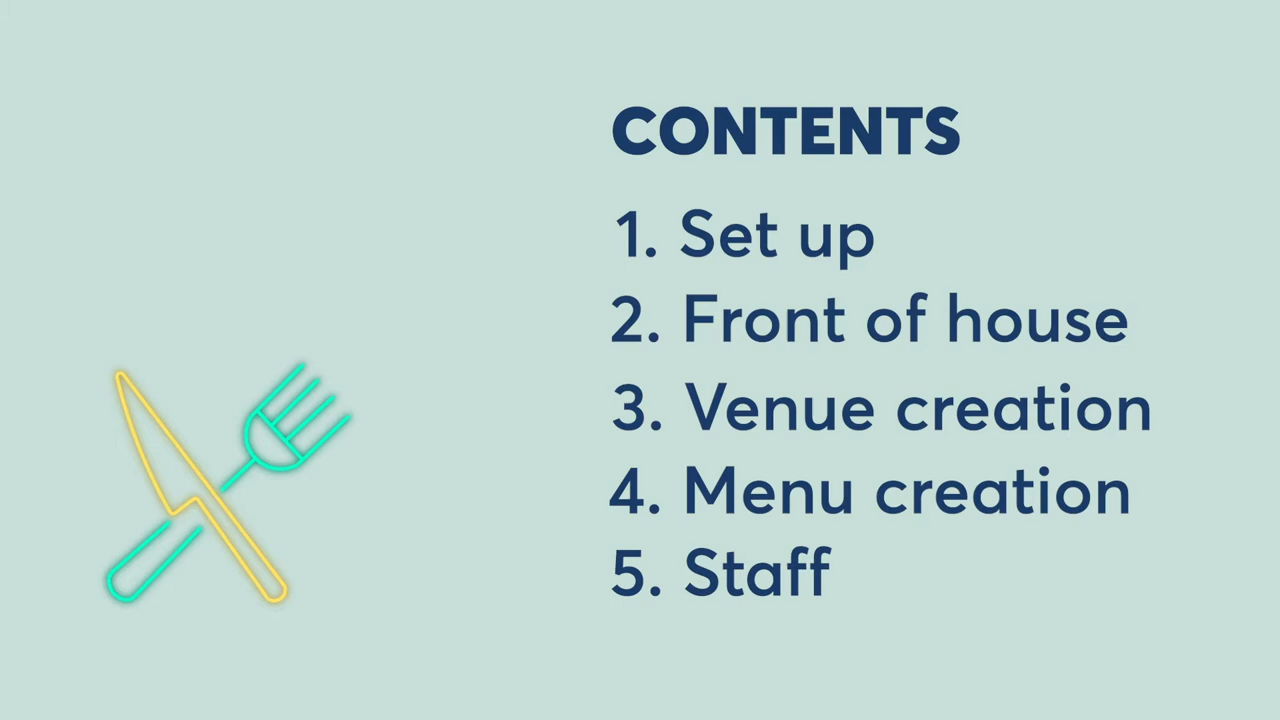 CONTENTS
1. Set up
2. Front of house
3. Venue creation
4. Menu creation
5. Staff